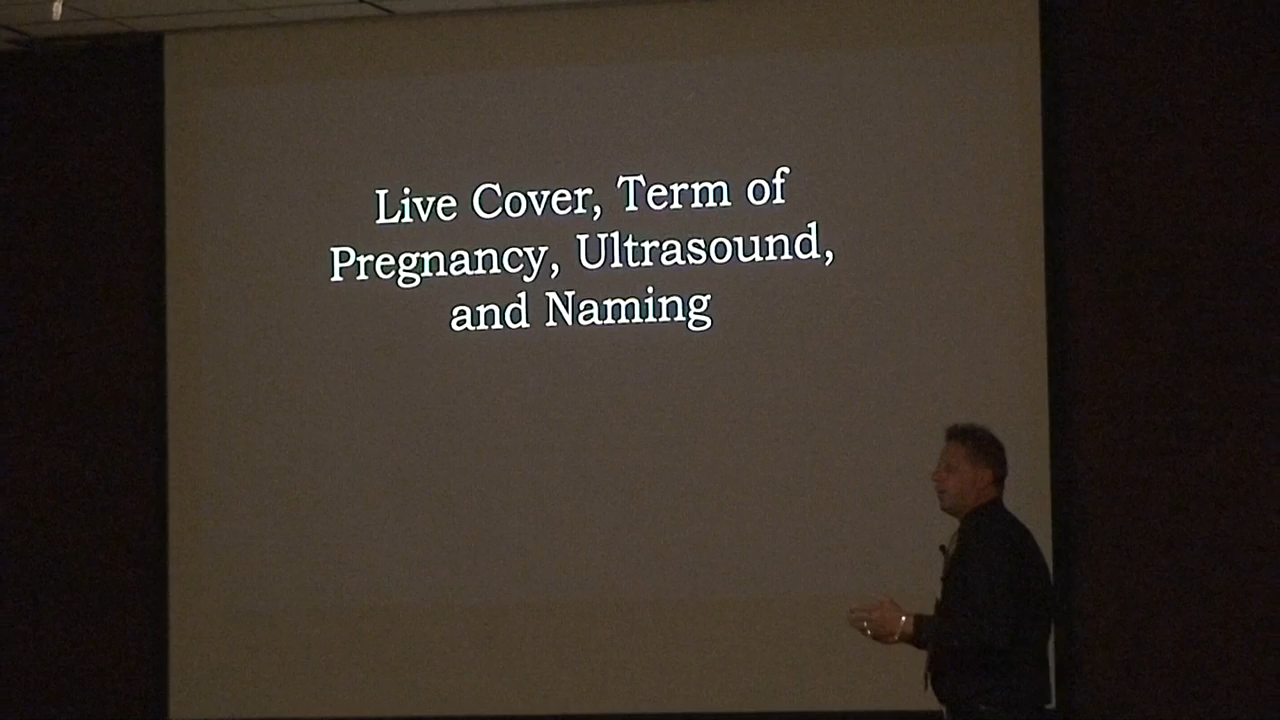 Live Cover, Term of
Pregnancy, Ultrasound,
and Naming